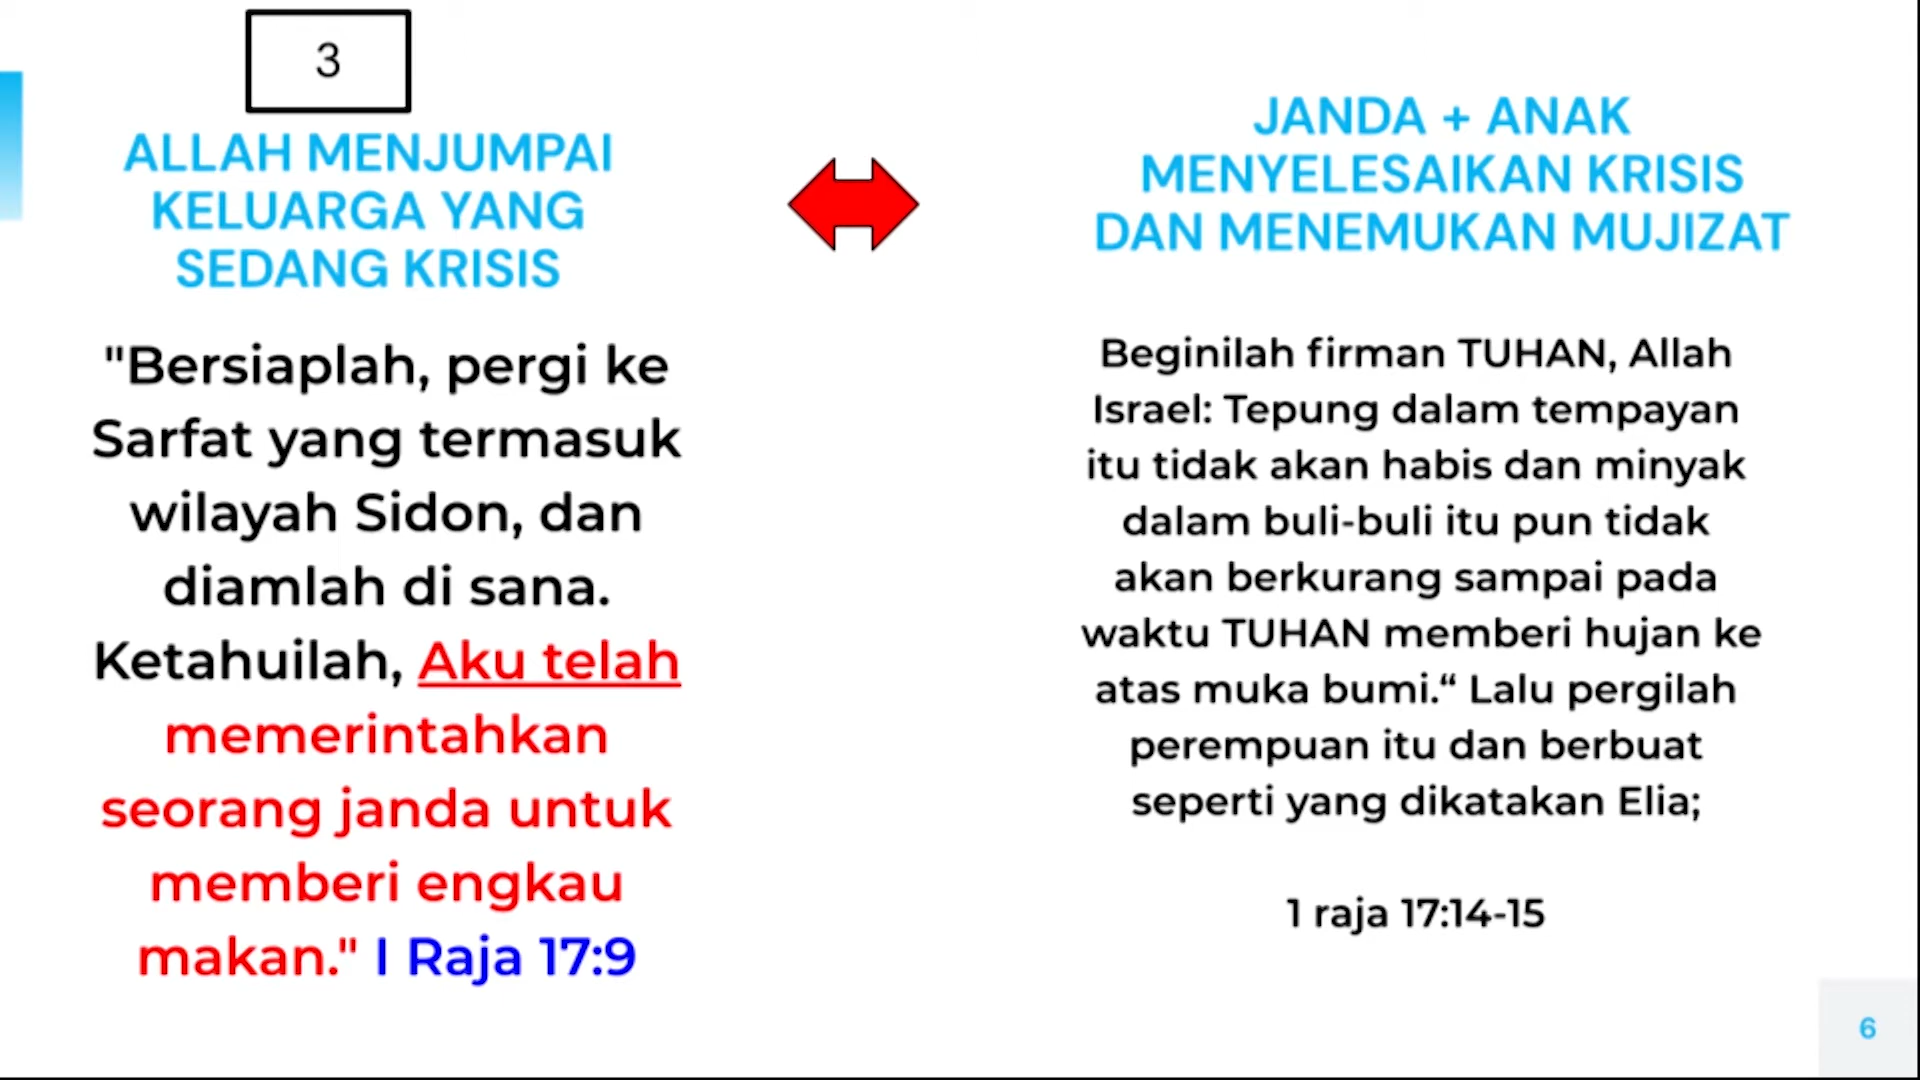 3
ALLAH MENJUMPAI
KELUARGA YANG
SEDANG KRISIS
"Bersiaplah, pergi ke
Sarfat yang termasuk
wilayah Sidon, dan
diamlah di sana.
Ketahuilah, Aku telah
memerintahkan
seorang janda untuk
memberi engkau
makan." I Raja 17:9
JANDA + ANAK
MENYELESAIKAN KRISIS
DAN MENEMUKAN MUJIZAT
Beginilah firman TUHAN, Allah
Israel: Tepung dalam tempayan
itu tidak akan habis dan minyak
dalam buli-buli itu pun tidak
akan berkurang sampai pada
waktu TUHAN memberi hujan ke
atas muka bumi.“ Lalu pergilah
perempuan itu dan berbuat
seperti yang dikatakan Elia;
1 raja 17:14-15
6